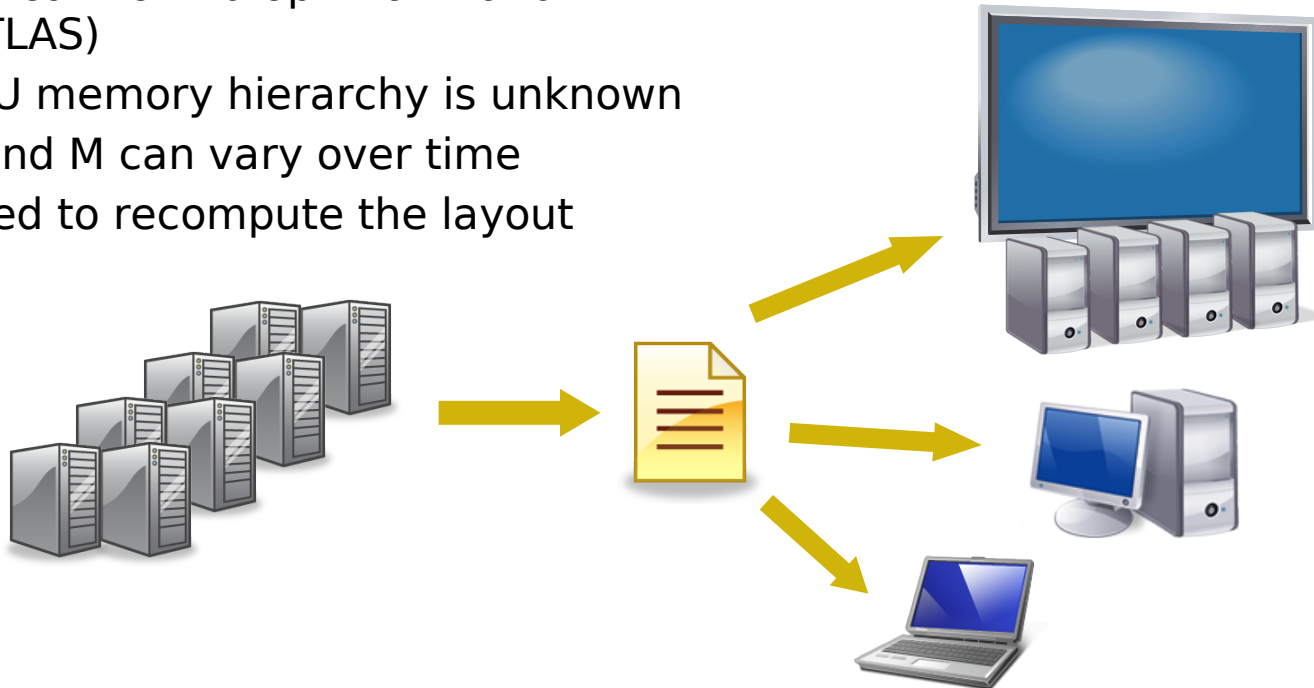 TLAS)
U memory hierarchy is unknown
nd M can vary over time
ed to recompute the layout